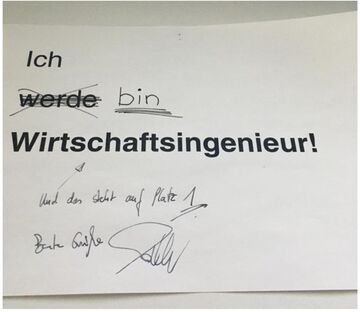 Ich
werde bin
Wirtschaftsingenieur!
Und das steht auf Platz 1
Beste Grüße